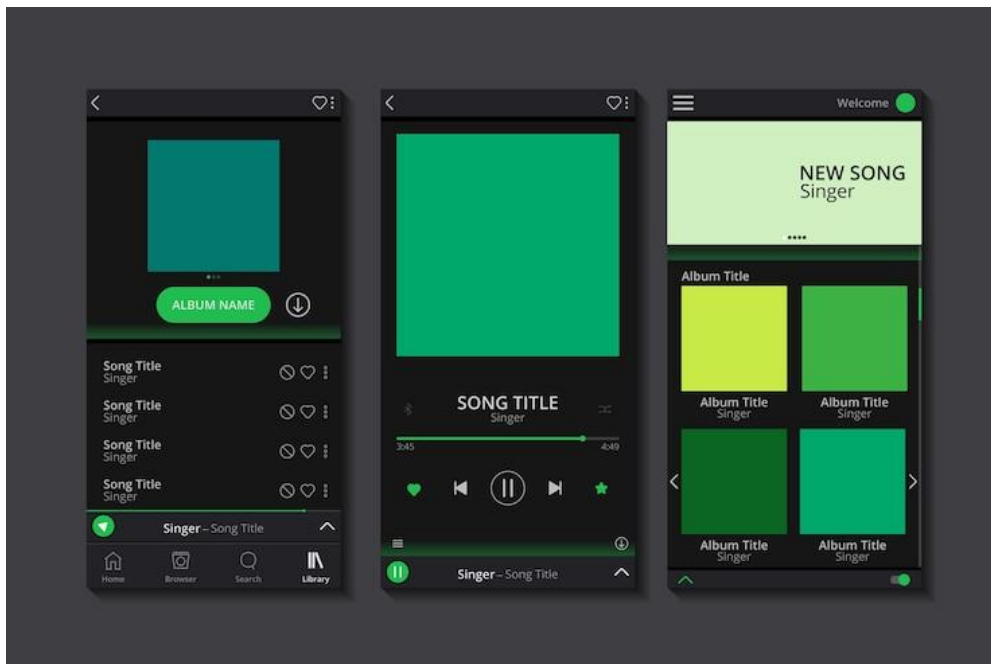 ALBUM NAME
Song Title
Singer
Song Title
Singer
Song Title
Singer
Song Title
Singer
Singer – Song Title
Home
Browser
Search
Library
SONG TITLE
Singer
3:45
4:49
Singer – Song Title
Welcome
NEW SONG
Singer
Album Title
Album Title
Singer
Album Title
Singer
Album Title
Singer
Album Title
Singer